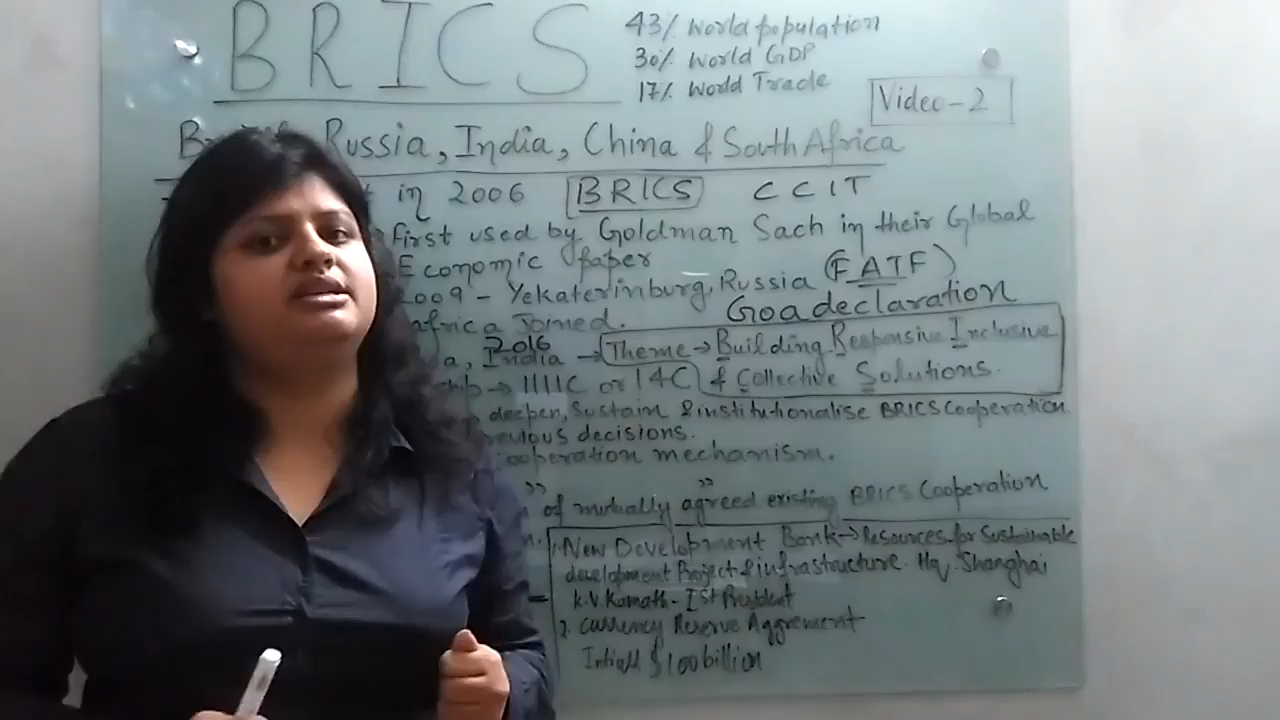 BRICS
43% World population
30% World GDP
17% World Trade
Video-2
Russia, India, China & South Africa
in 2006 BRICS CCIT
First used by Goldman Sach in their Global
Economic Paper
2009 - Yekaterinburg, Russia (FATF)
Goa declaration
africa Joined.
2016
India → Theme → Building Responsive Inclusive
→ IIIIC or I4C & Collective Solutions.
deepen, Sustain & institutionalise BRICS Cooperation.
decisions.
cooperation mechanism.
" "
of mutually agreed existing BRICS Cooperation
1. New Development Bank → Resources for Sustainable
development Project & infrastructure. Hq. Shanghai
K.V. Kamath - Ist President
2. Currency Reserve Aggrement
$100 billion